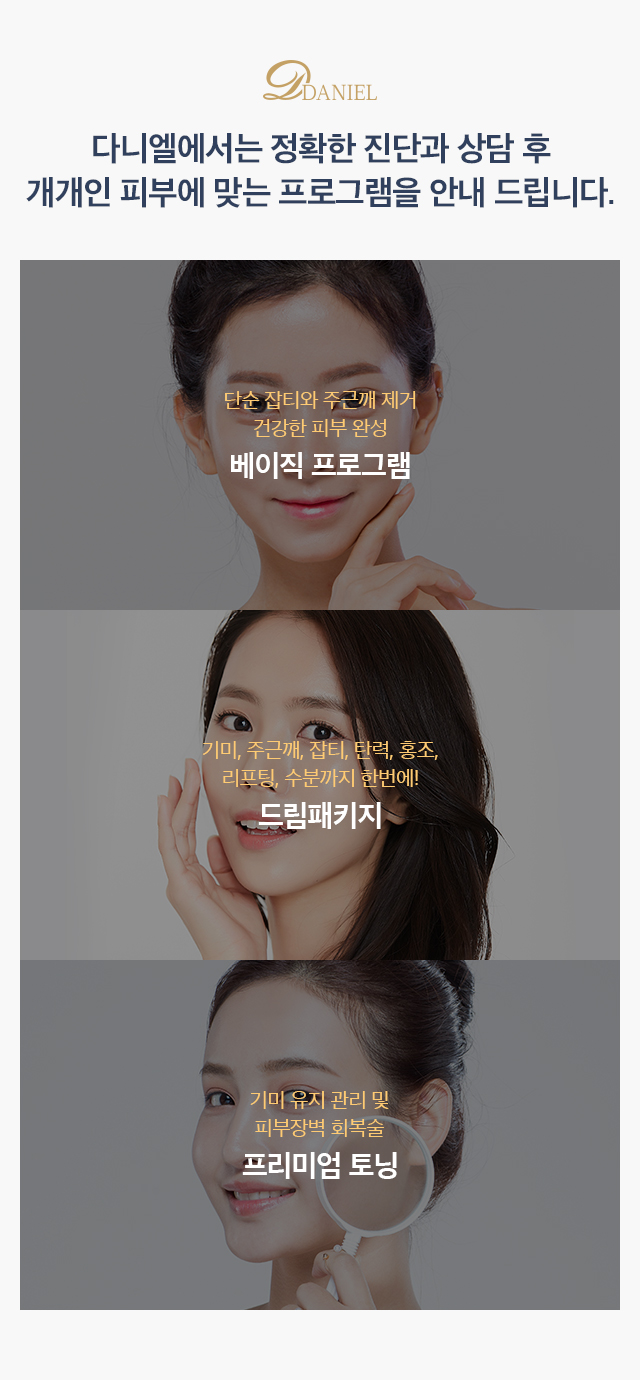 DDANIEL
다니엘에서는 정확한 진단과 상담 후
개개인 피부에 맞는 프로그램을 안내 드립니다.
단순 잡티와 주근깨 제거
건강한 피부 완성
베이직 프로그램
기미, 주근깨, 잡티, 탄력, 홍조,
리프팅, 수분까지 한번에!
드림패키지
기미 유지 관리 및
피부장벽 회복술
프리미엄 토닝